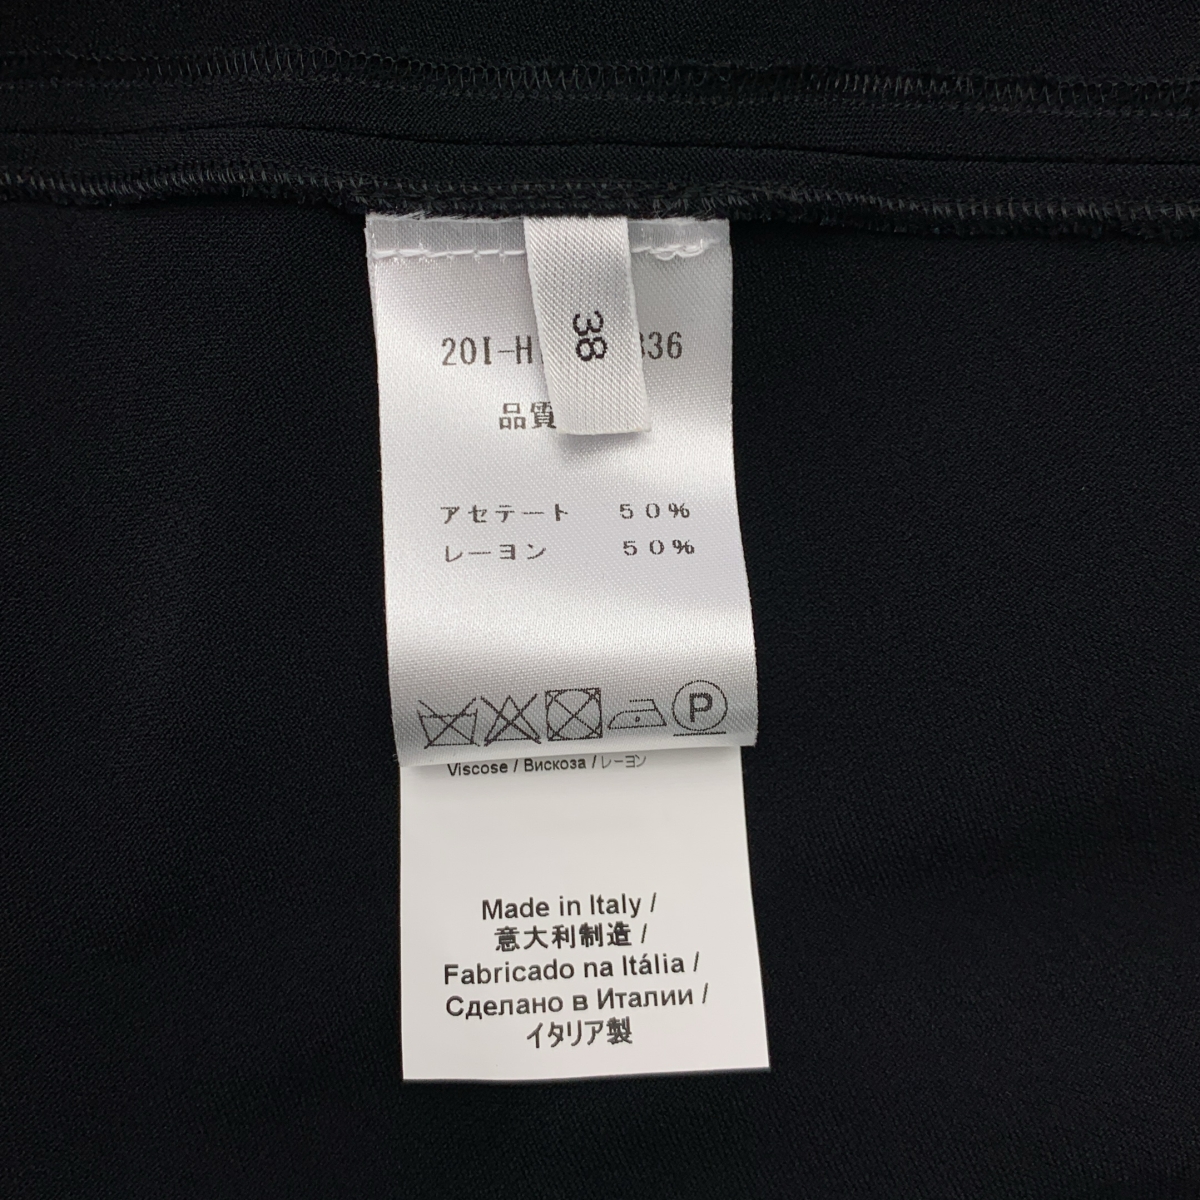 38
20I-H 336
品質
アセテート 50%
レーヨン 50%
P
Viscose / Вискоза / レーヨン
Made in Italy /
意大利制造 /
Fabricado na Itália /
Сделано в Италии /
イタリア製